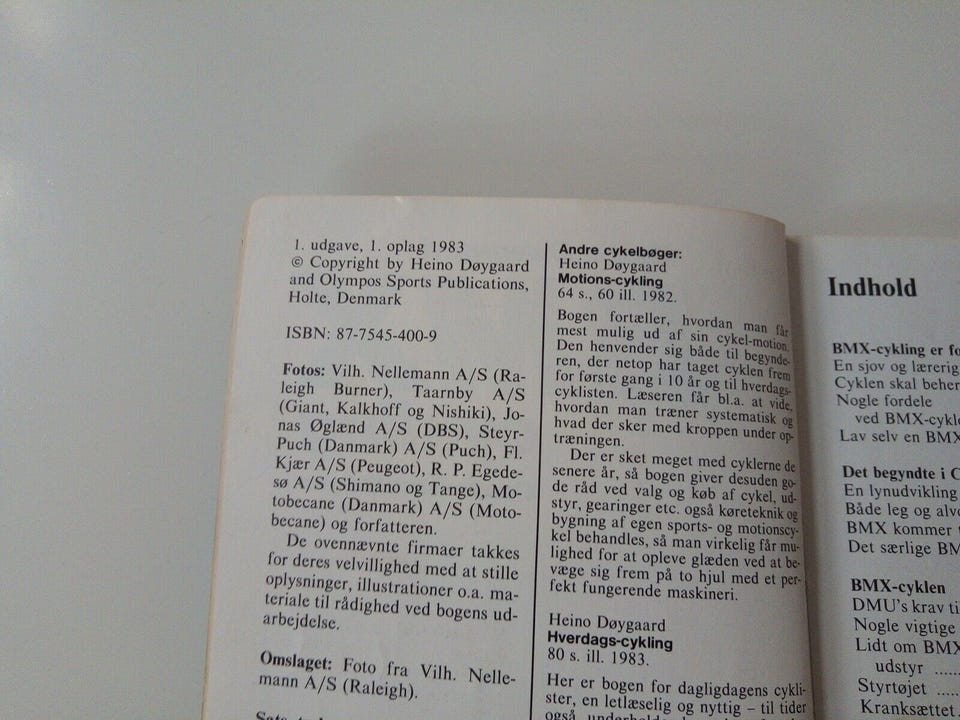 1. udgave, 1. oplag 1983
© Copyright by Heino Døygaard
and Olympos Sports Publications,
Holte, Denmark
ISBN: 87-7545-400-9
Fotos: Vilh. Nellemann A/S (Ra-
leigh Burner), Taarnby A/S
(Giant, Kalkhoff og Nishiki), Jo-
nas Øglænd A/S (DBS), Steyr-
Puch (Danmark) A/S (Puch), Fl.
Kjær A/S (Peugeot), R. P. Egede-
sø A/S (Shimano og Tange), Mo-
tobecane (Danmark) A/S (Moto-
becane) og forfatteren.
De ovennævnte firmaer takkes
for deres velvillighed med at stille
oplysninger, illustrationer o.a. ma-
teriale til rådighed ved bogens ud-
arbejdelse.
Omslaget: Foto fra Vilh. Nelle-
mann A/S (Raleigh).
Andre cykelbøger:
Heino Døygaard
Motions-cykling
64 s., 60 ill. 1982.
Bogen fortæller, hvordan man får
mest mulig ud af sin cykel-motion.
Den henvender sig både til begynde-
ren, der netop har taget cyklen frem
for første gang i 10 år og til hverdags-
cyklisten. Læseren får bl.a. at vide,
hvordan man træner systematisk og
hvad der sker med kroppen under op-
træningen.
Der er sket meget med cyklerne de
senere år, så bogen giver desuden go-
de råd ved valg og køb af cykel, ud-
styr, gearinger etc. også køreteknik og
bygning af egen sports- og motionscy-
kel behandles, så man virkelig får mu-
lighed for at opleve glæden ved at be-
væge sig frem på to hjul med et per-
fekt fungerende maskineri.
Heino Døygaard
Hverdags-cykling
80 s. ill. 1983.
Her er bogen for dagligdagens cykli-
ster, en letlæselig og nyttig – til tider
også
Indhold
BMX-cykling er fo
En sjov og lærerig
Cyklen skal beher
Nogle fordele
ved BMX-cykle
Lav selv en BMX
Det begyndte i C
En lynudvikling
Både leg og alvo
BMX kommer t
Det særlige BM
BMX-cyklen
DMU's krav ti
Nogle vigtige
Lidt om BMX
udstyr .....
Styrtøjet ....
Kranksættet.